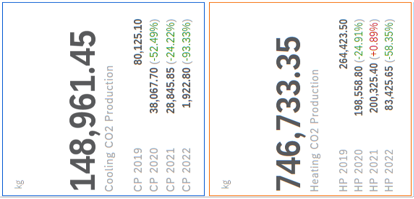 kg
148,961.45
Cooling CO2 Production
CP 2019 80,125.10
CP 2020 38,067.70 (-52.49%)
CP 2021 28,845.85 (-24.22%)
CP 2022 1,922.80 (-93.33%)
kg
746,733.35
Heating CO2 Production
HP 2019 264,423.50
HP 2020 198,558.80 (-24.91%)
HP 2021 200,325.40 (+0.89%)
HP 2022 83,425.65 (-58.35%)